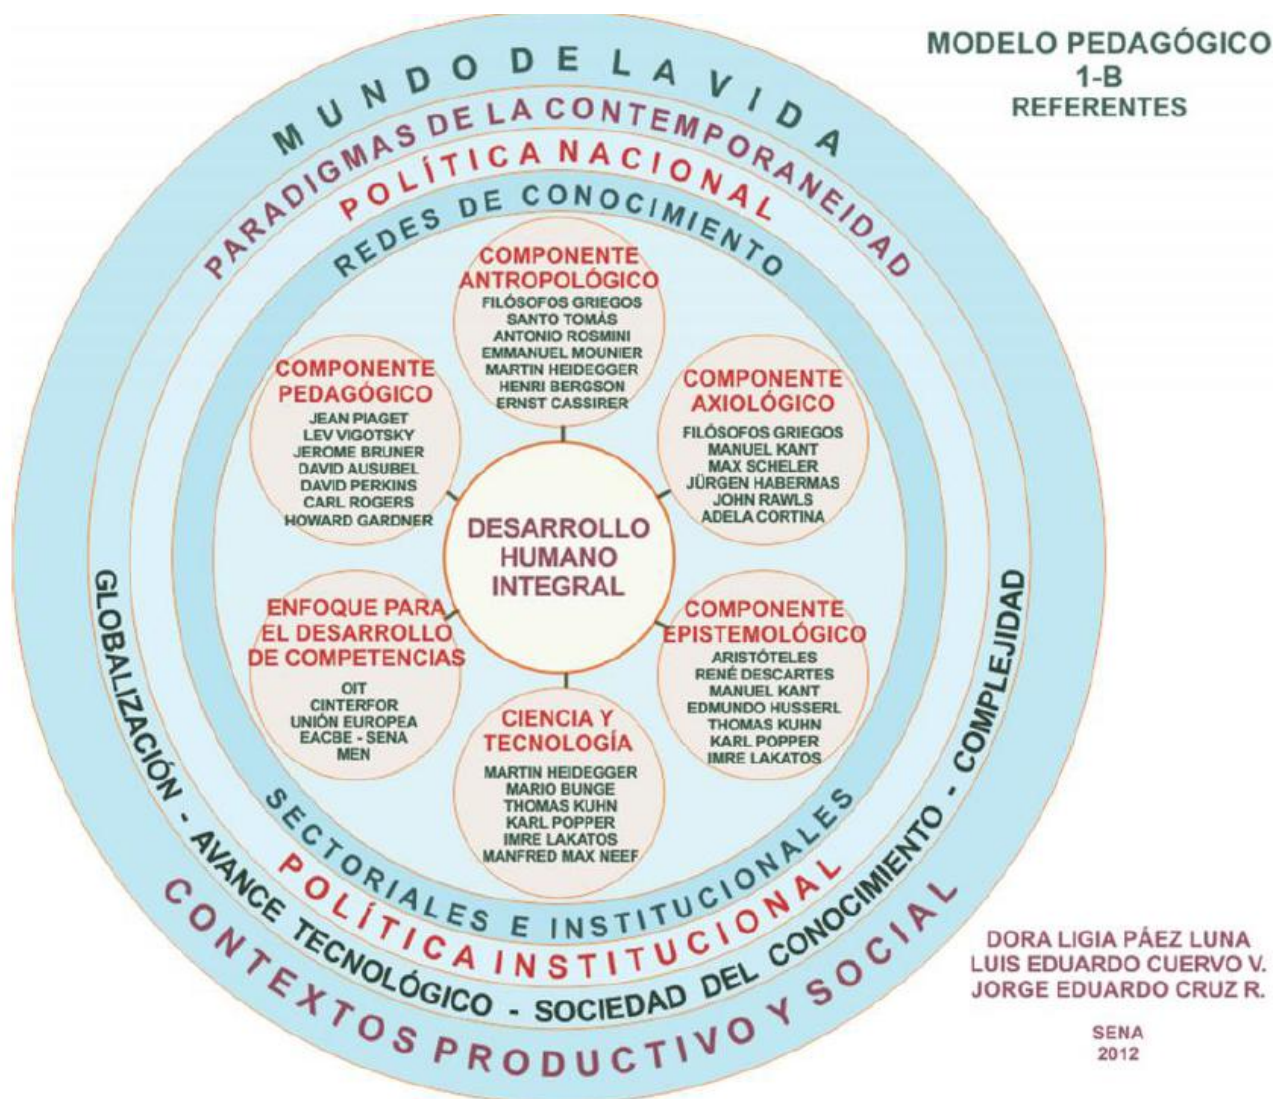 MODELO PEDAGÓGICO
1-B
REFERENTES
MUNDO DE LA VIDA
PARADIGMAS DE LA CONTEMPORANEIDAD
POLÍTICA NACIONAL
REDES DE CONOCIMIENTO
COMPONENTE
ANTROPOLÓGICO
FILÓSOFOS GRIEGOS
SANTO TOMÁS
ANTONIO ROSMINI
EMMANUEL MOUNIER
MARTIN HEIDEGGER
HENRI BERGSON
ERNST CASSIRER
COMPONENTE
PEDAGÓGICO
JEAN PIAGET
LEV VIGOTSKY
JEROME BRUNER
DAVID AUSUBEL
DAVID PERKINS
CARL ROGERS
HOWARD GARDNER
COMPONENTE
AXIOLÓGICO
FILÓSOFOS GRIEGOS
MANUEL KANT
MAX SCHELER
JÜRGEN HABERMAS
JOHN RAWLS
ADELA CORTINA
DESARROLLO
HUMANO
INTEGRAL
ENFOQUE PARA
EL DESARROLLO
DE COMPETENCIAS
OIT
CINTERFOR
UNIÓN EUROPEA
EACBE - SENA
MEN
COMPONENTE
EPISTEMOLÓGICO
ARISTÓTELES
RENÉ DESCARTES
MANUEL KANT
EDMUNDO HUSSERL
THOMAS KUHN
KARL POPPER
IMRE LAKATOS
CIENCIA Y
TECNOLOGÍA
MARTIN HEIDEGGER
MARIO BUNGE
THOMAS KUHN
KARL POPPER
IMRE LAKATOS
MANFRED MAX NEEF
SECTORIALES E INSTITUCIONALES
POLÍTICA INSTITUCIONAL
GLOBALIZACIÓN - AVANCE TECNOLÓGICO - SOCIEDAD DEL CONOCIMIENTO - COMPLEJIDAD
CONTEXTOS PRODUCTIVO Y SOCIAL
DORA LIGIA PÁEZ LUNA
LUIS EDUARDO CUERVO V.
JORGE EDUARDO CRUZ R.
SENA
2012